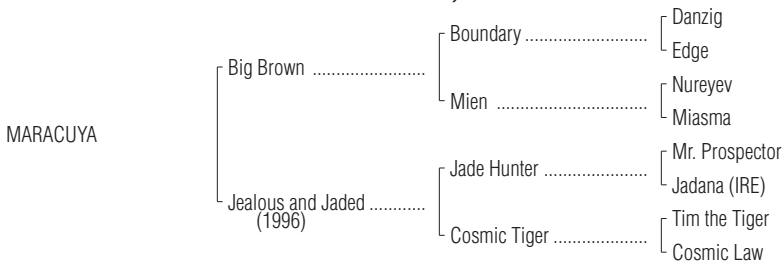 Danzig
Boundary ..............................
Edge
Big Brown ........................
Nureyev
Mien .....................................
Miasma
MARACUYA
Mr. Prospector
Jade Hunter .........................
Jadana (IRE)
Jealous and Jaded ............
(1996)
Tim the Tiger
Cosmic Tiger .......................
Cosmic Law